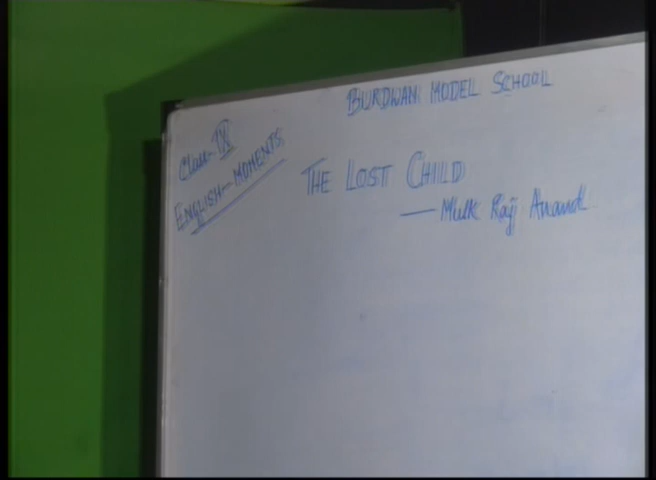 BURDWAN MODEL SCHOOL
Class-IX
ENGLISH-MOMENTS
THE LOST CHILD
— Mulk Raj Anand